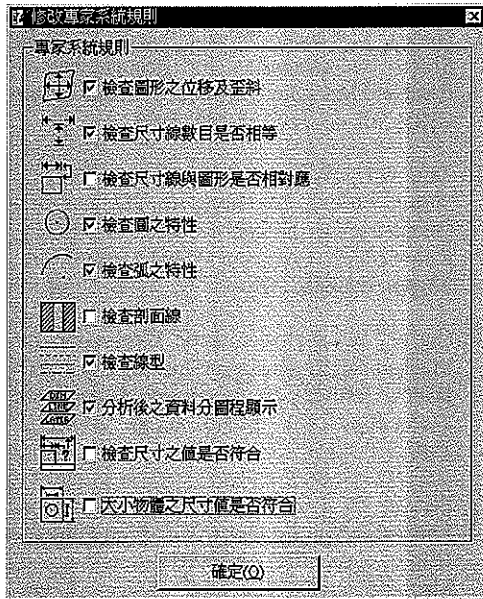 修改專家系統規則
專家系統規則
檢查圖形之位移及歪斜
檢查尺寸線數目是否相等
檢查尺寸線與圖形是否相對應
檢查圓之特性
檢查弧之特性
檢查剖面線
檢查線型
分析後之資料分圖程顯示
檢查尺寸之值是否符合
大小物體之尺寸值是否符合
確定(O)